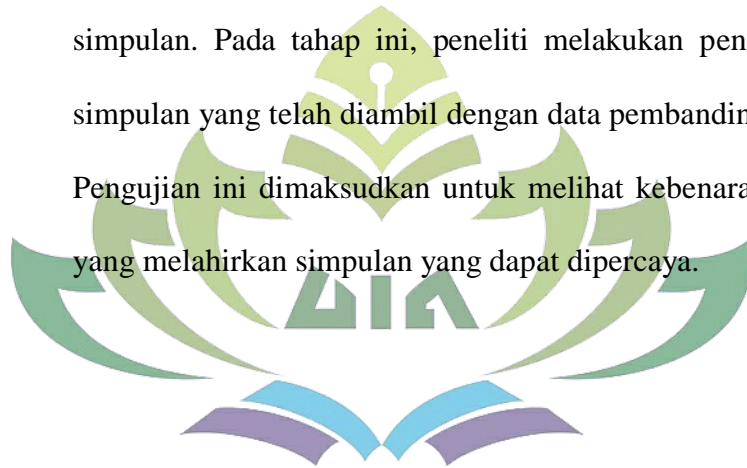 simpulan. Pada tahap ini, peneliti melakukan pen
simpulan yang telah diambil dengan data pembandin
Pengujian ini dimaksudkan untuk melihat kebenara
yang melahirkan simpulan yang dapat dipercaya.
UIN